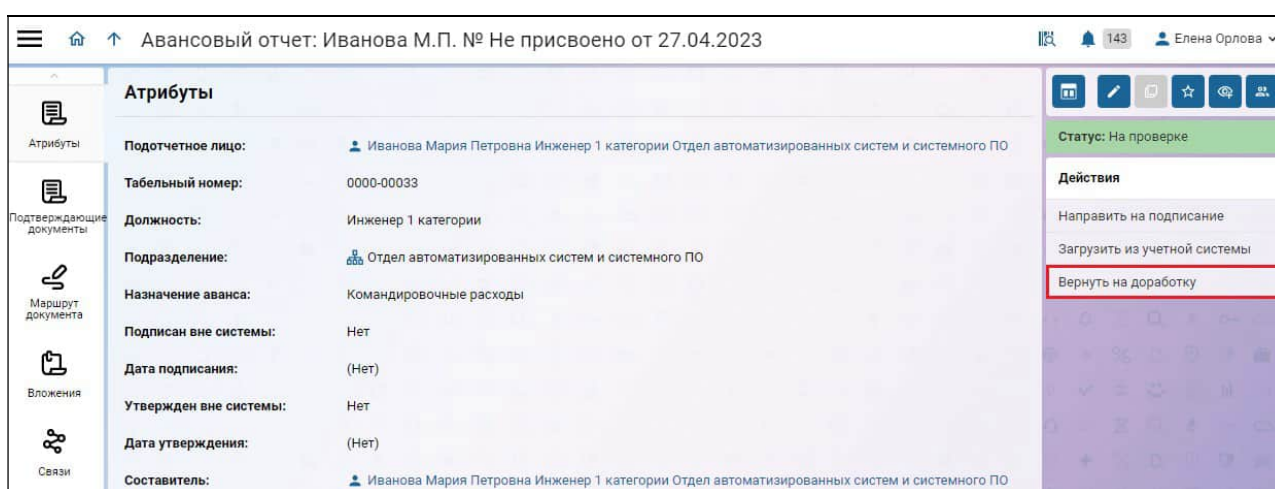 Авансовый отчет: Иванова М.П. № Не присвоено от 27.04.2023
143
Елена Орлова
Атрибуты
Подтверждающие
документы
Маршрут
документа
Вложения
Связи
Атрибуты
Подотчетное лицо: Иванова Мария Петровна Инженер 1 категории Отдел автоматизированных систем и системного ПО
Табельный номер: 0000-00033
Должность: Инженер 1 категории
Подразделение: Отдел автоматизированных систем и системного ПО
Назначение аванса: Командировочные расходы
Подписан вне системы: Нет
Дата подписания: (Нет)
Утвержден вне системы: Нет
Дата утверждения: (Нет)
Составитель: Иванова Мария Петровна Инженер 1 категории Отдел автоматизированных систем и системного ПО
Статус: На проверке
Действия
Направить на подписание
Загрузить из учетной системы
Вернуть на доработку